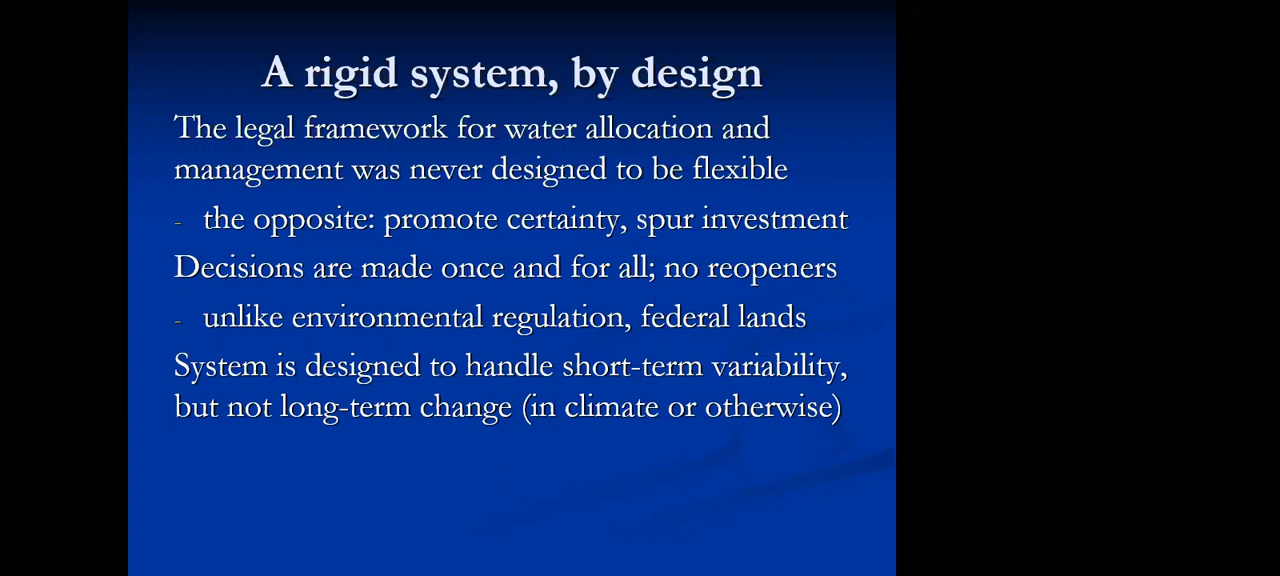 A rigid system, by design
The legal framework for water allocation and
management was never designed to be flexible
- the opposite: promote certainty, spur investment
Decisions are made once and for all; no reopeners
- unlike environmental regulation, federal lands
System is designed to handle short-term variability,
but not long-term change (in climate or otherwise)